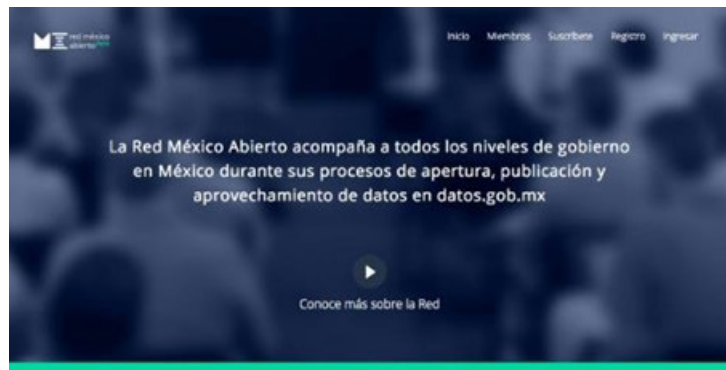 red méxico
abierto
Inicio Miembros Suscríbete Registro Ingresar
La Red México Abierto acompaña a todos los niveles de gobierno
en México durante sus procesos de apertura, publicación y
aprovechamiento de datos en datos.gob.mx
Conoce más sobre la Red